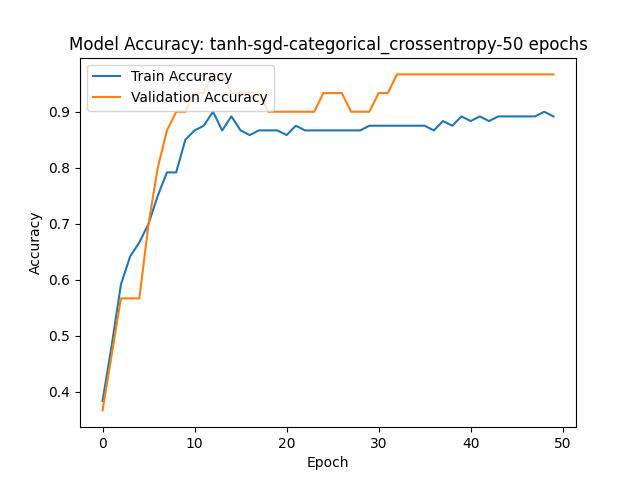 Model Accuracy: tanh-sgd-categorical_crossentropy-50 epochs
Train Accuracy
Validation Accuracy
0.9
0.8
0.7
0.6
0.5
0.4
Accuracy
0 10 20 30 40 50
Epoch